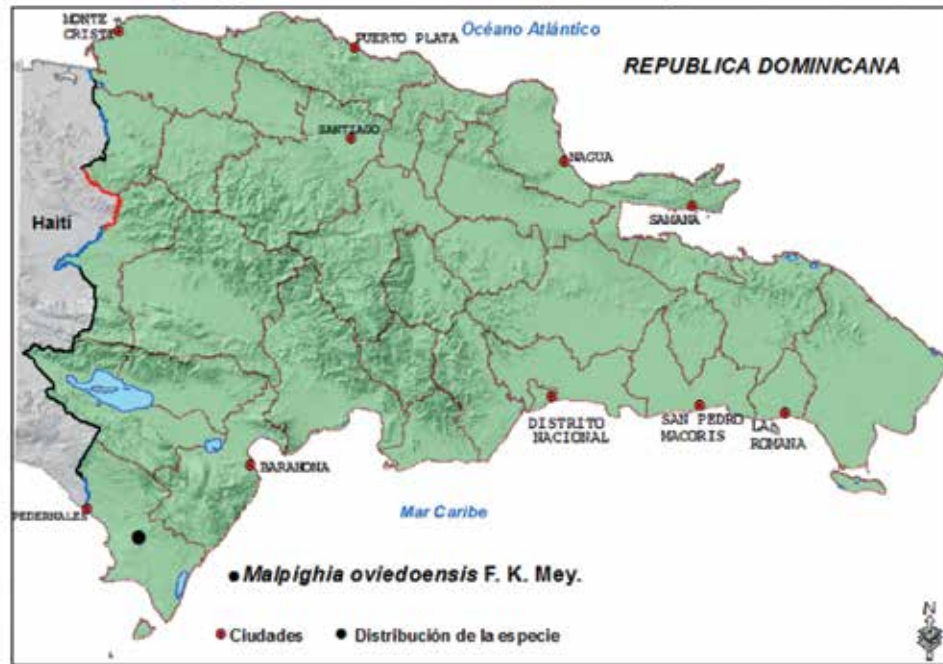 MONTE
CRISTI
PUERTO PLATA
Océano Atlántico
REPUBLICA DOMINICANA
SANTIAGO
NAGUA
SAMANA
Haití
DISTRITO
NACIONAL
SAN PEDRO
MACORIS
LA
ROMANA
BARAHONA
PEDERNALES
Mar Caribe
Malpighia oviedoensis F. K. Mey.
Ciudades
Distribución de la especie
N